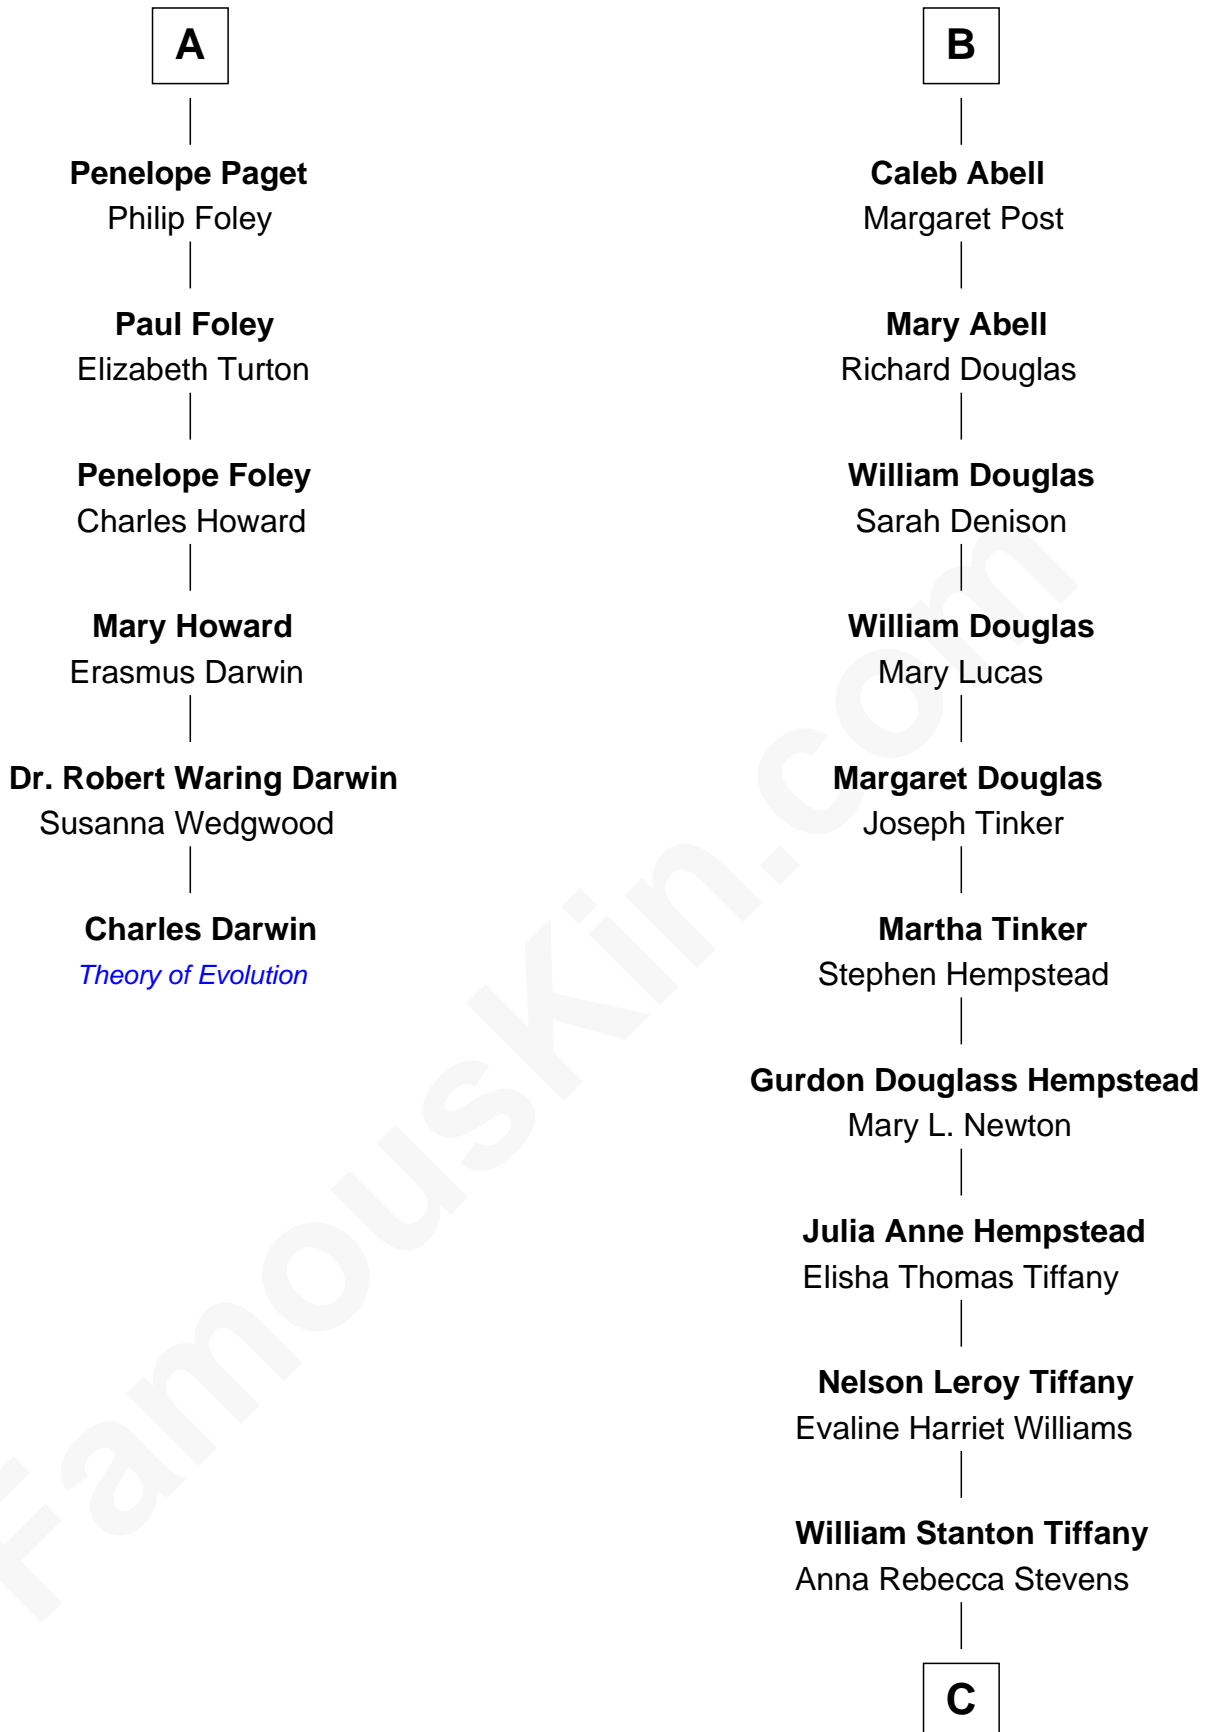 A
Penelope Paget
Philip Foley
Paul Foley
Elizabeth Turton
Penelope Foley
Charles Howard
Mary Howard
Erasmus Darwin
Dr. Robert Waring Darwin
Susanna Wedgwood
Charles Darwin
Theory of Evolution
B
Caleb Abell
Margaret Post
Mary Abell
Richard Douglas
William Douglas
Sarah Denison
William Douglas
Mary Lucas
Margaret Douglas
Joseph Tinker
Martha Tinker
Stephen Hempstead
Gurdon Douglass Hempstead
Mary L. Newton
Julia Anne Hempstead
Elisha Thomas Tiffany
Nelson Leroy Tiffany
Evaline Harriet Williams
William Stanton Tiffany
Anna Rebecca Stevens
C
FamousKin.com